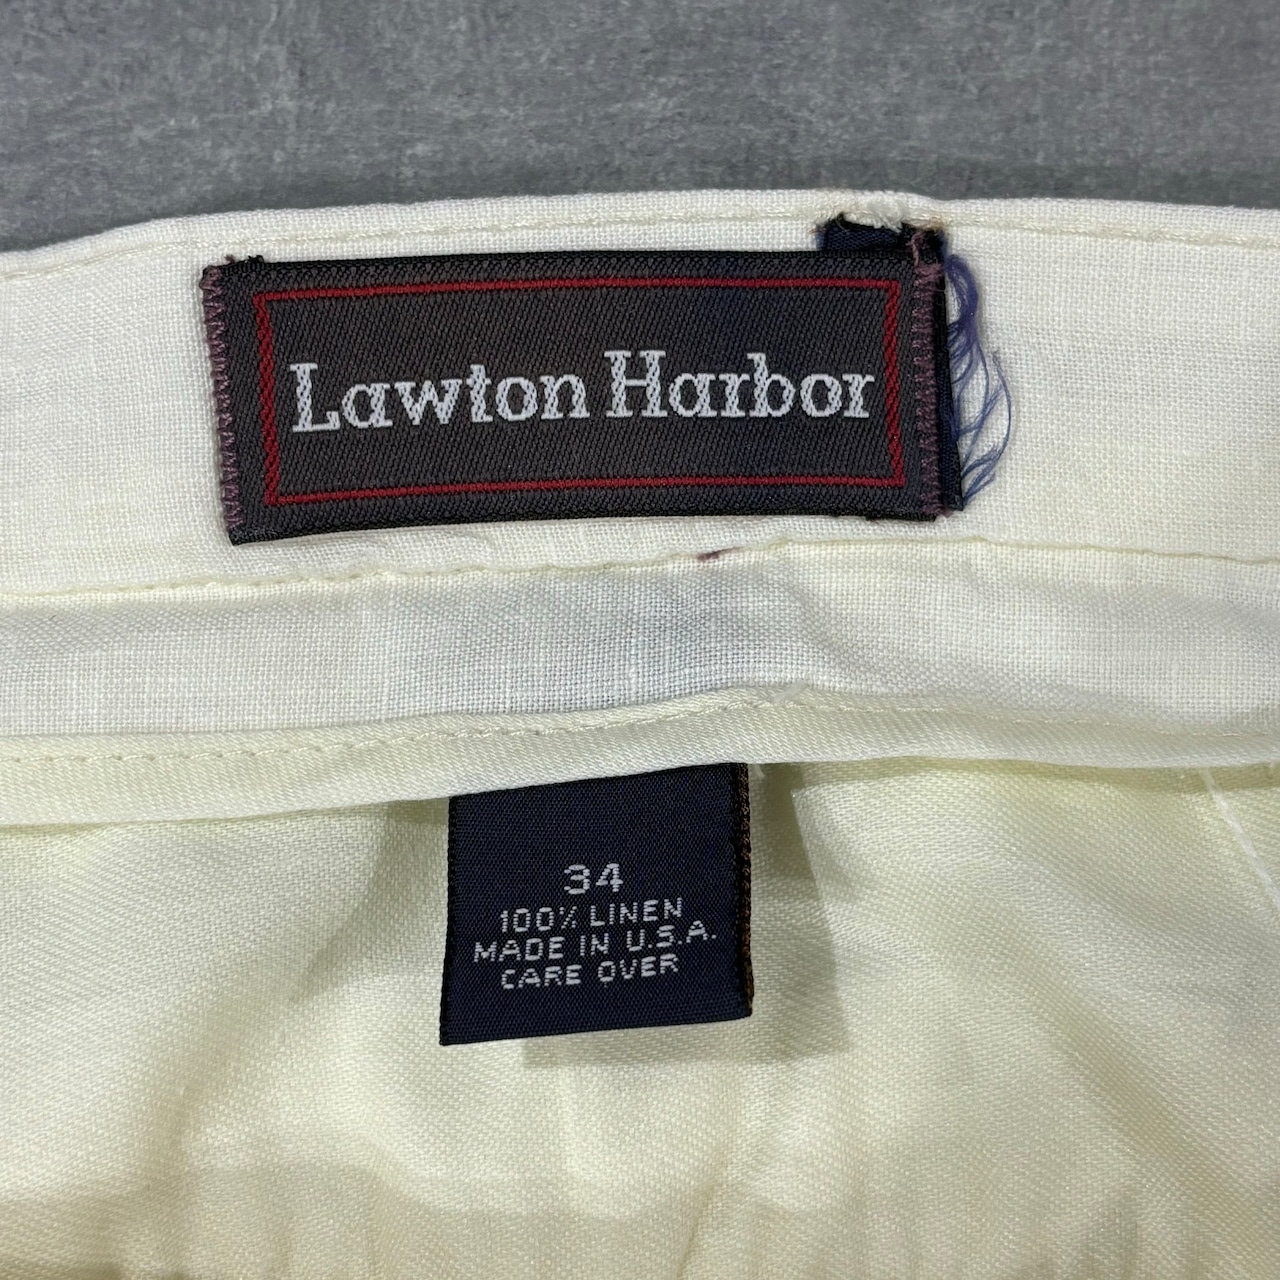 Lawton Harbor
34
100% LINEN
MADE IN U.S.A.
CARE OVER